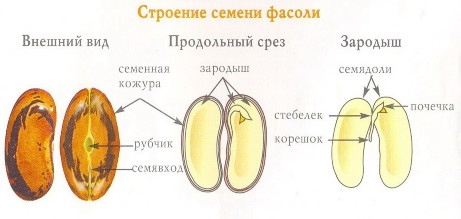 Строение семени фасоли
Внешний вид
Продольный срез
Зародыш
семенная
кожура
зародыш
семядоли
рубчик
семявход
стебелек
корешок
почечка